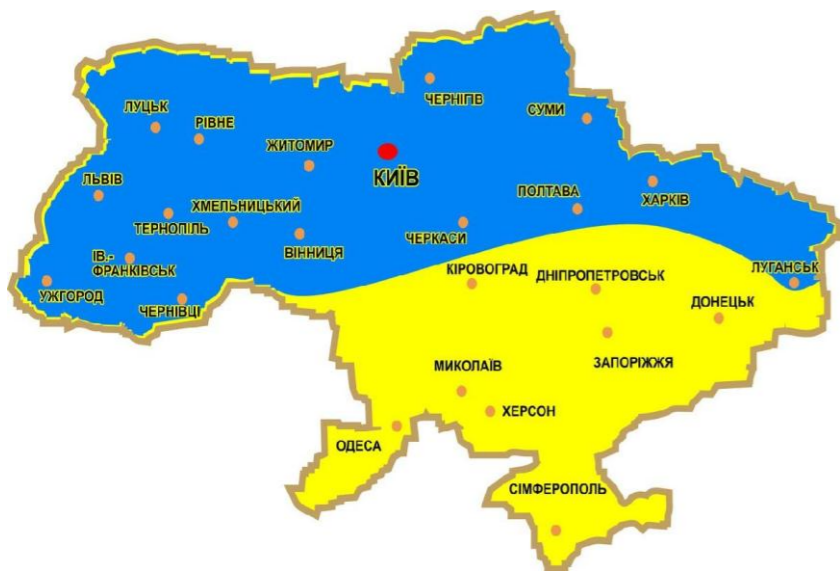 ЧЕРНІГІВ
ЛУЦЬК
СУМИ
РІВНЕ
ЖИТОМИР
КИЇВ
ЛЬВІВ
ХМЕЛЬНИЦЬКИЙ
ПОЛТАВА
ХАРКІВ
ТЕРНОПІЛЬ
ЧЕРКАСИ
ВІННИЦЯ
ІВ.-
ФРАНКІВСЬК
КІРОВОГРАД
ДНІПРОПЕТРОВСЬК
ЛУГАНСЬК
УЖГОРОД
ЧЕРНІВЦІ
ДОНЕЦЬК
ЗАПОРІЖЖЯ
МИКОЛАЇВ
ХЕРСОН
ОДЕСА
СІМФЕРОПОЛЬ